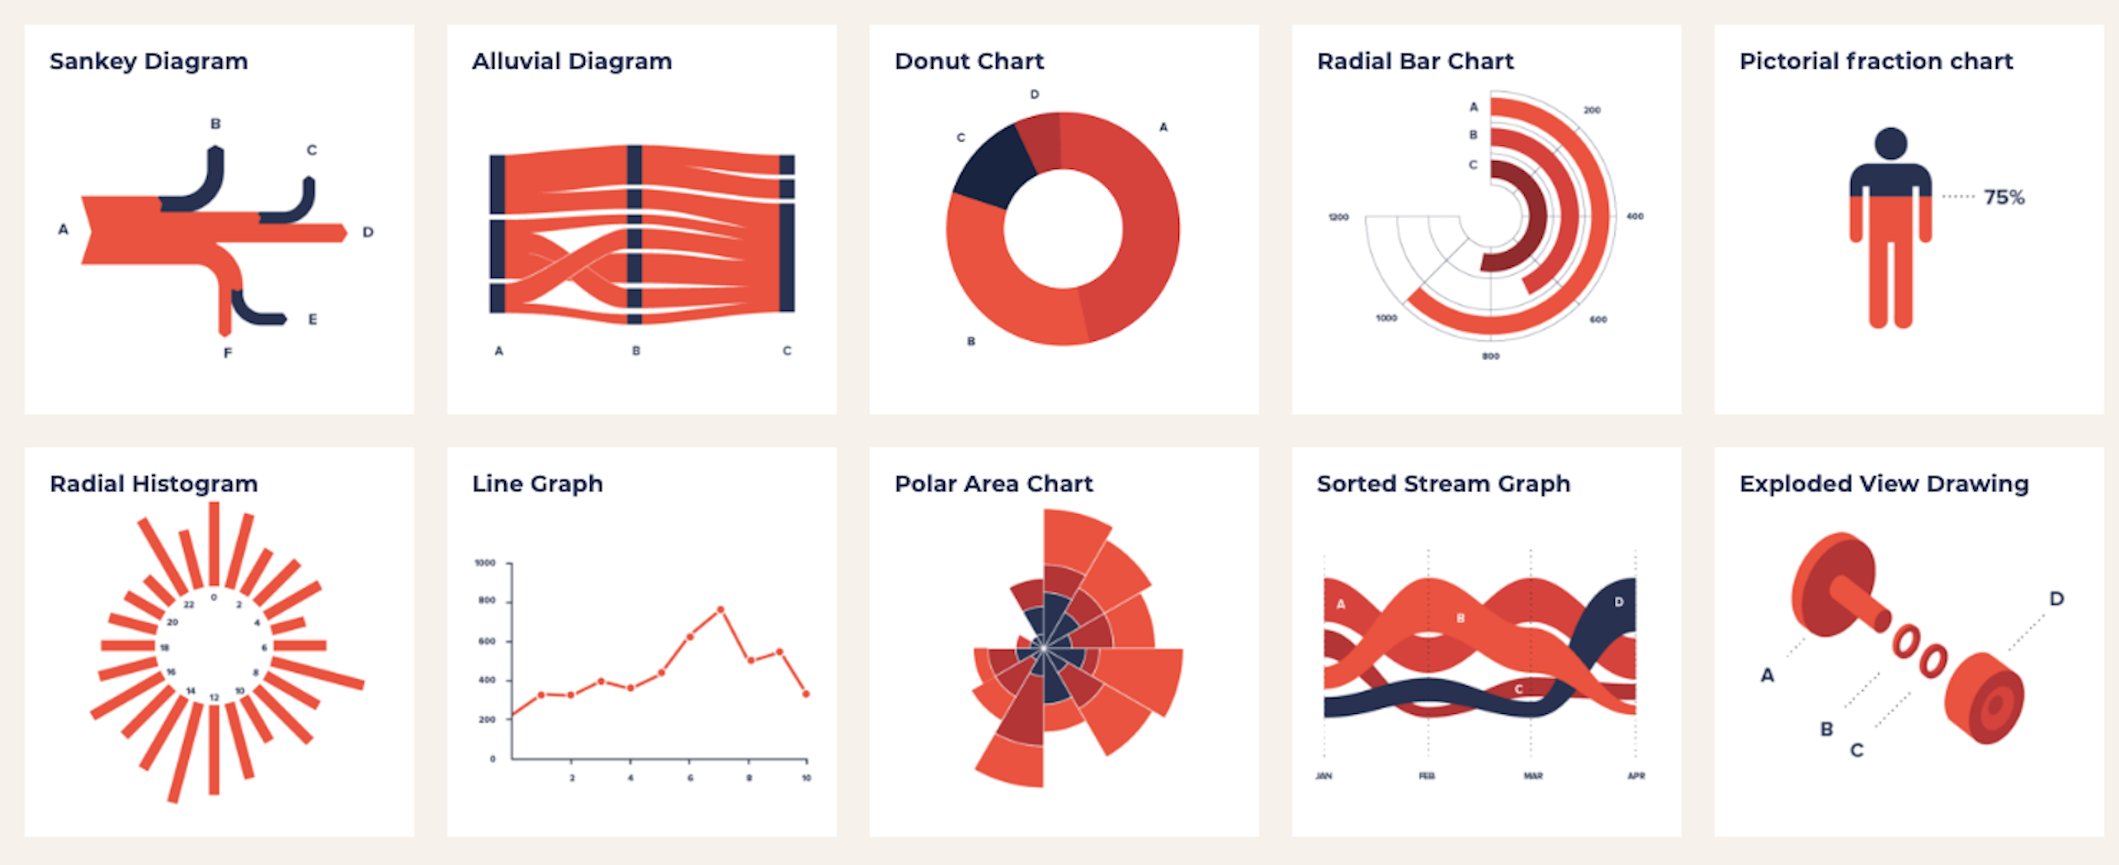 Sankey Diagram
A
B
C
D
E
F
Alluvial Diagram
A B C
Donut Chart
D
A
C
B
Radial Bar Chart
A
B
C
200
400
600
800
1000
1200
Pictorial fraction chart
75%
Radial Histogram
0
2
4
6
8
10
12
14
16
18
20
22
Line Graph
1000
800
600
400
200
0
2 4 6 8 10
Polar Area Chart
Sorted Stream Graph
A
B
C
D
JAN FEB MAR APR
Exploded View Drawing
A
B
C
D